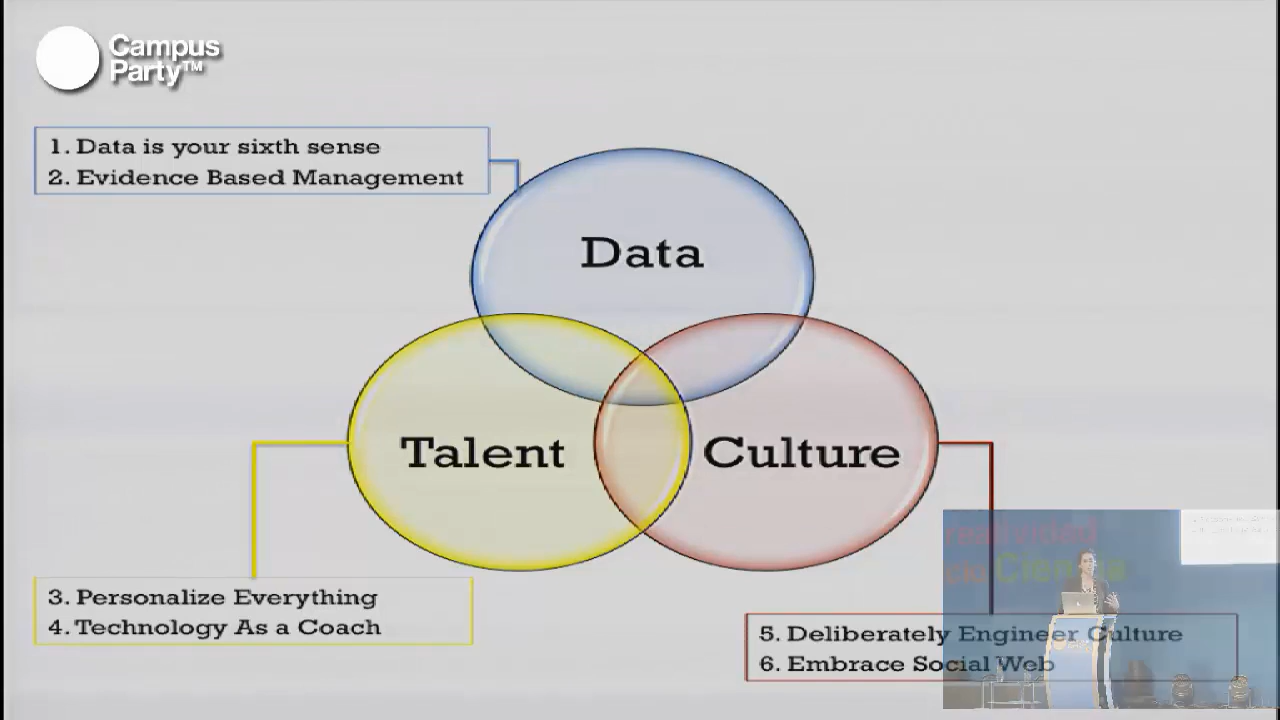 Campus
Party™
1. Data is your sixth sense
2. Evidence Based Management
Data
Talent
Culture
3. Personalize Everything
4. Technology As a Coach
5. Deliberately Engineer Culture
6. Embrace Social Web